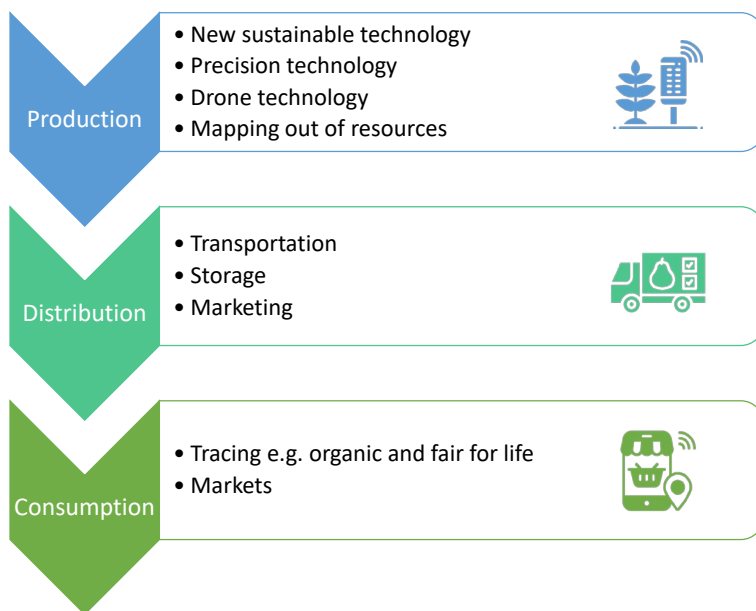 Production
• New sustainable technology
• Precision technology
• Drone technology
• Mapping out of resources
Distribution
• Transportation
• Storage
• Marketing
Consumption
• Tracing e.g. organic and fair for life
• Markets